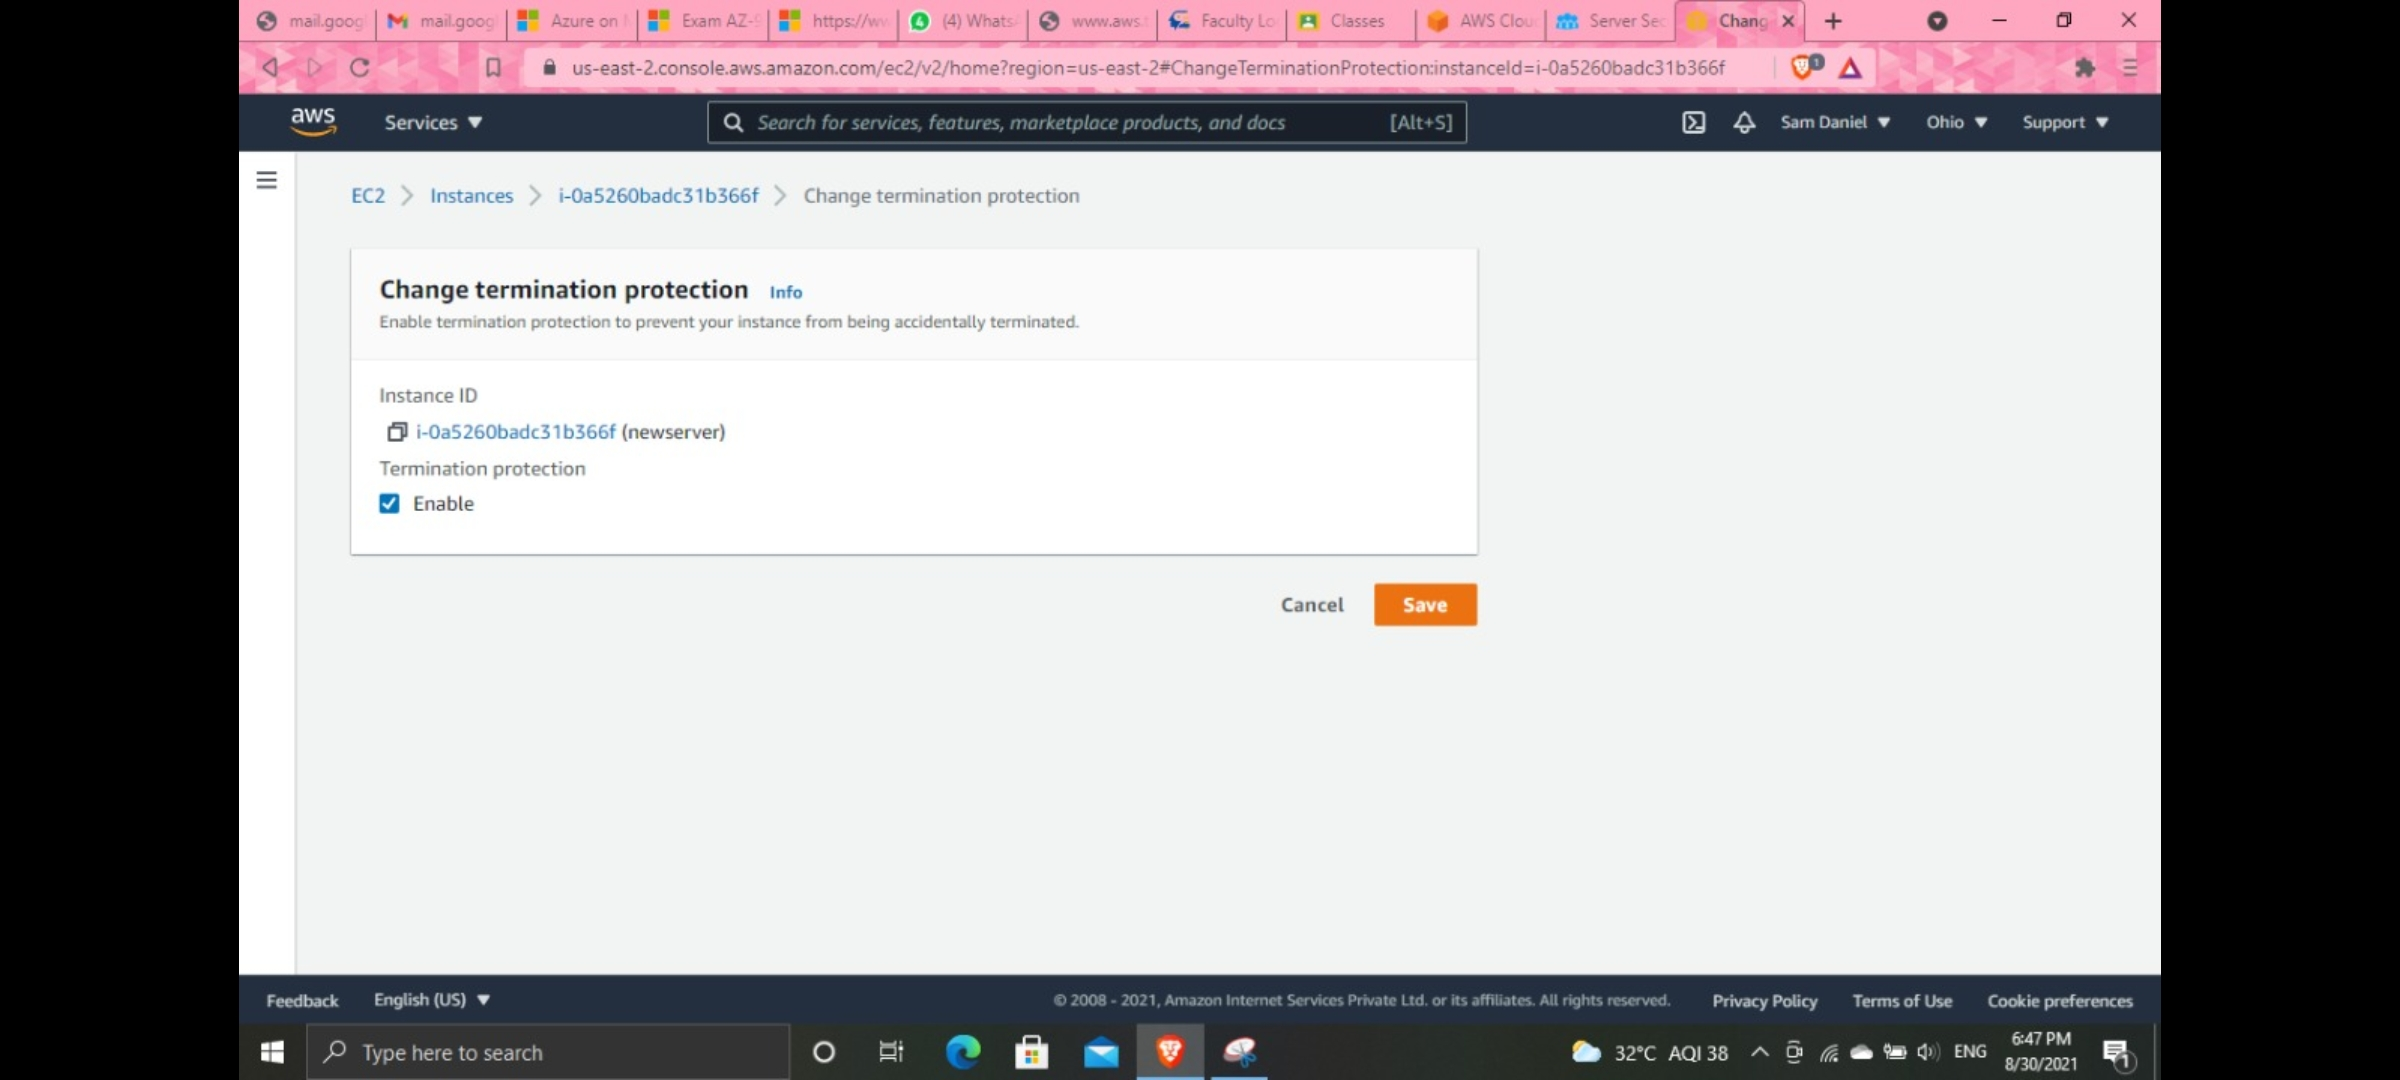 mail.goog
mail.goog
Azure on
Exam AZ-9
https://ww
(4) Whats
www.aws.
Faculty Lo
Classes
AWS Clou
Server Sec
Chang
us-east-2.console.aws.amazon.com/ec2/v2/home?region=us-east-2#ChangeTerminationProtection:instanceId=i-0a5260badc31b366f
1
aws
Services
Search for services, features, marketplace products, and docs
[Alt+S]
Sam Daniel
Ohio
Support
EC2
Instances
i-0a5260badc31b366f
Change termination protection
Change termination protection Info
Enable termination protection to prevent your instance from being accidentally terminated.
Instance ID
i-0a5260badc31b366f (newserver)
Termination protection
Enable
Cancel
Save
Feedback
English (US)
© 2008 - 2021, Amazon Internet Services Private Ltd. or its affiliates. All rights reserved.
Privacy Policy
Terms of Use
Cookie preferences
Type here to search
32°C AQI 38
ENG
6:47 PM
8/30/2021
1